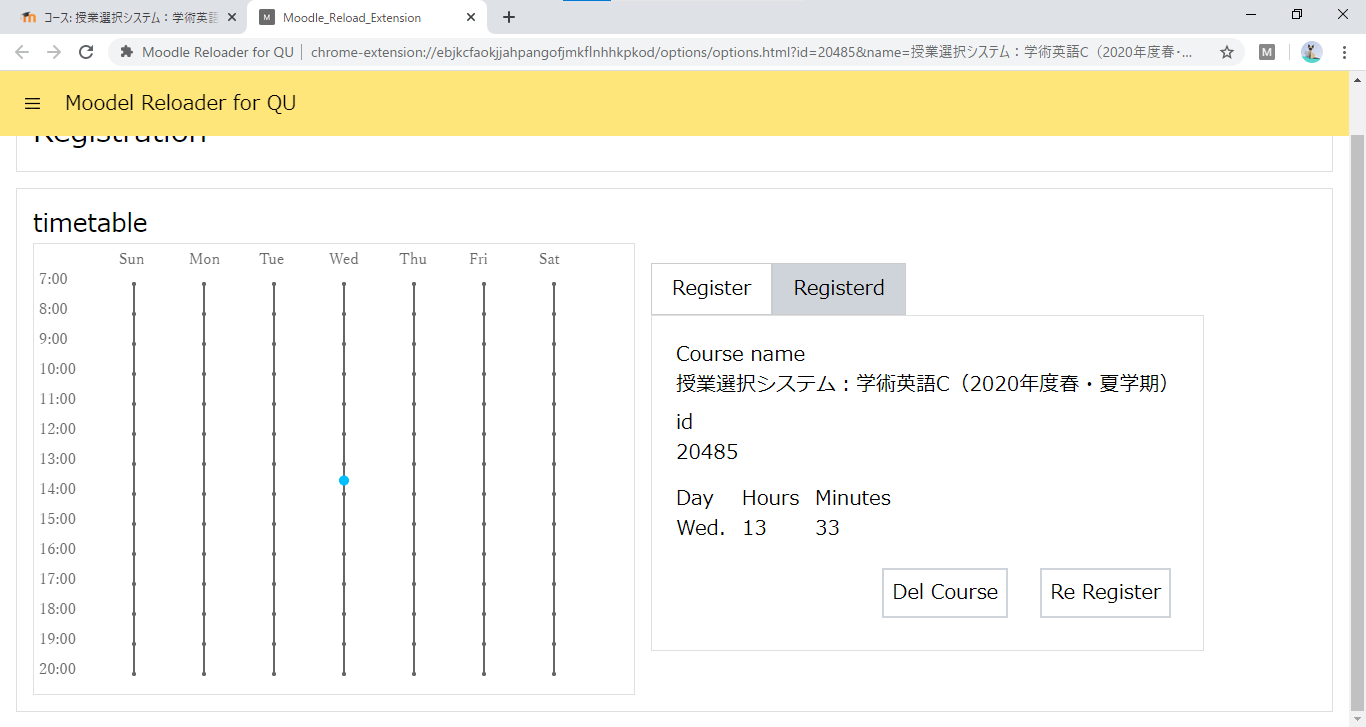 コース: 授業選択システム：学術英語
Moodle_Reload_Extension
Moodle Reloader for QU
chrome-extension://ebjkcfaokjjahpangofjmkflnhhkpkod/options/options.html?id=20485&name=授業選択システム：学術英語C（2020年度春・...
M
Moodel Reloader for QU
Registration
timetable
Sun Mon Tue Wed Thu Fri Sat
7:00
8:00
9:00
10:00
11:00
12:00
13:00
14:00
15:00
16:00
17:00
18:00
19:00
20:00
Register Registerd
Course name
授業選択システム：学術英語C（2020年度春・夏学期）
id
20485
Day Hours Minutes
Wed. 13 33
Del Course Re Register